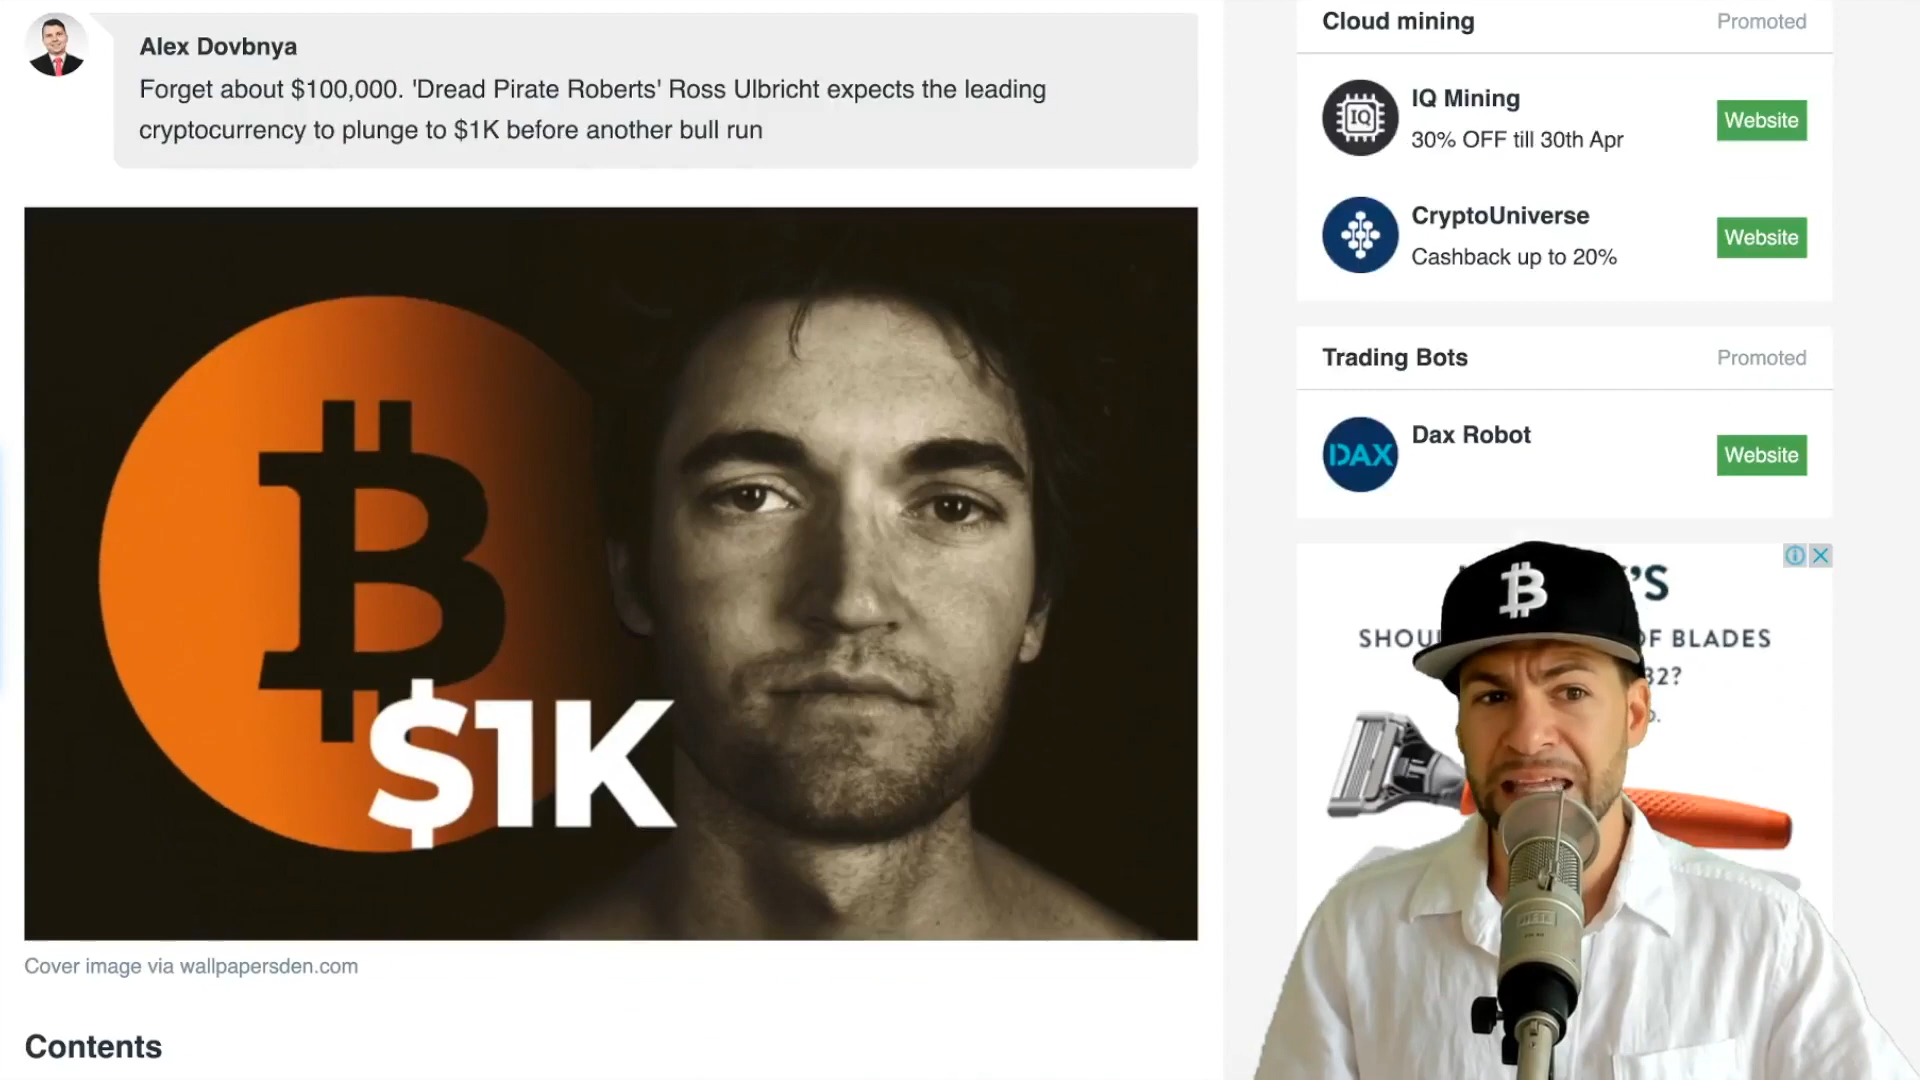 Alex Dovbnya
Forget about $100,000. 'Dread Pirate Roberts' Ross Ulbricht expects the leading
cryptocurrency to plunge to $1K before another bull run
$1K
Cover image via wallpapersden.com
Contents
Cloud mining
Promoted
IQ
IQ Mining
30% OFF till 30th Apr
Website
CryptoUniverse
Cashback up to 20%
Website
Trading Bots
Promoted
DAX
Dax Robot
Website
'S
OF BLADES